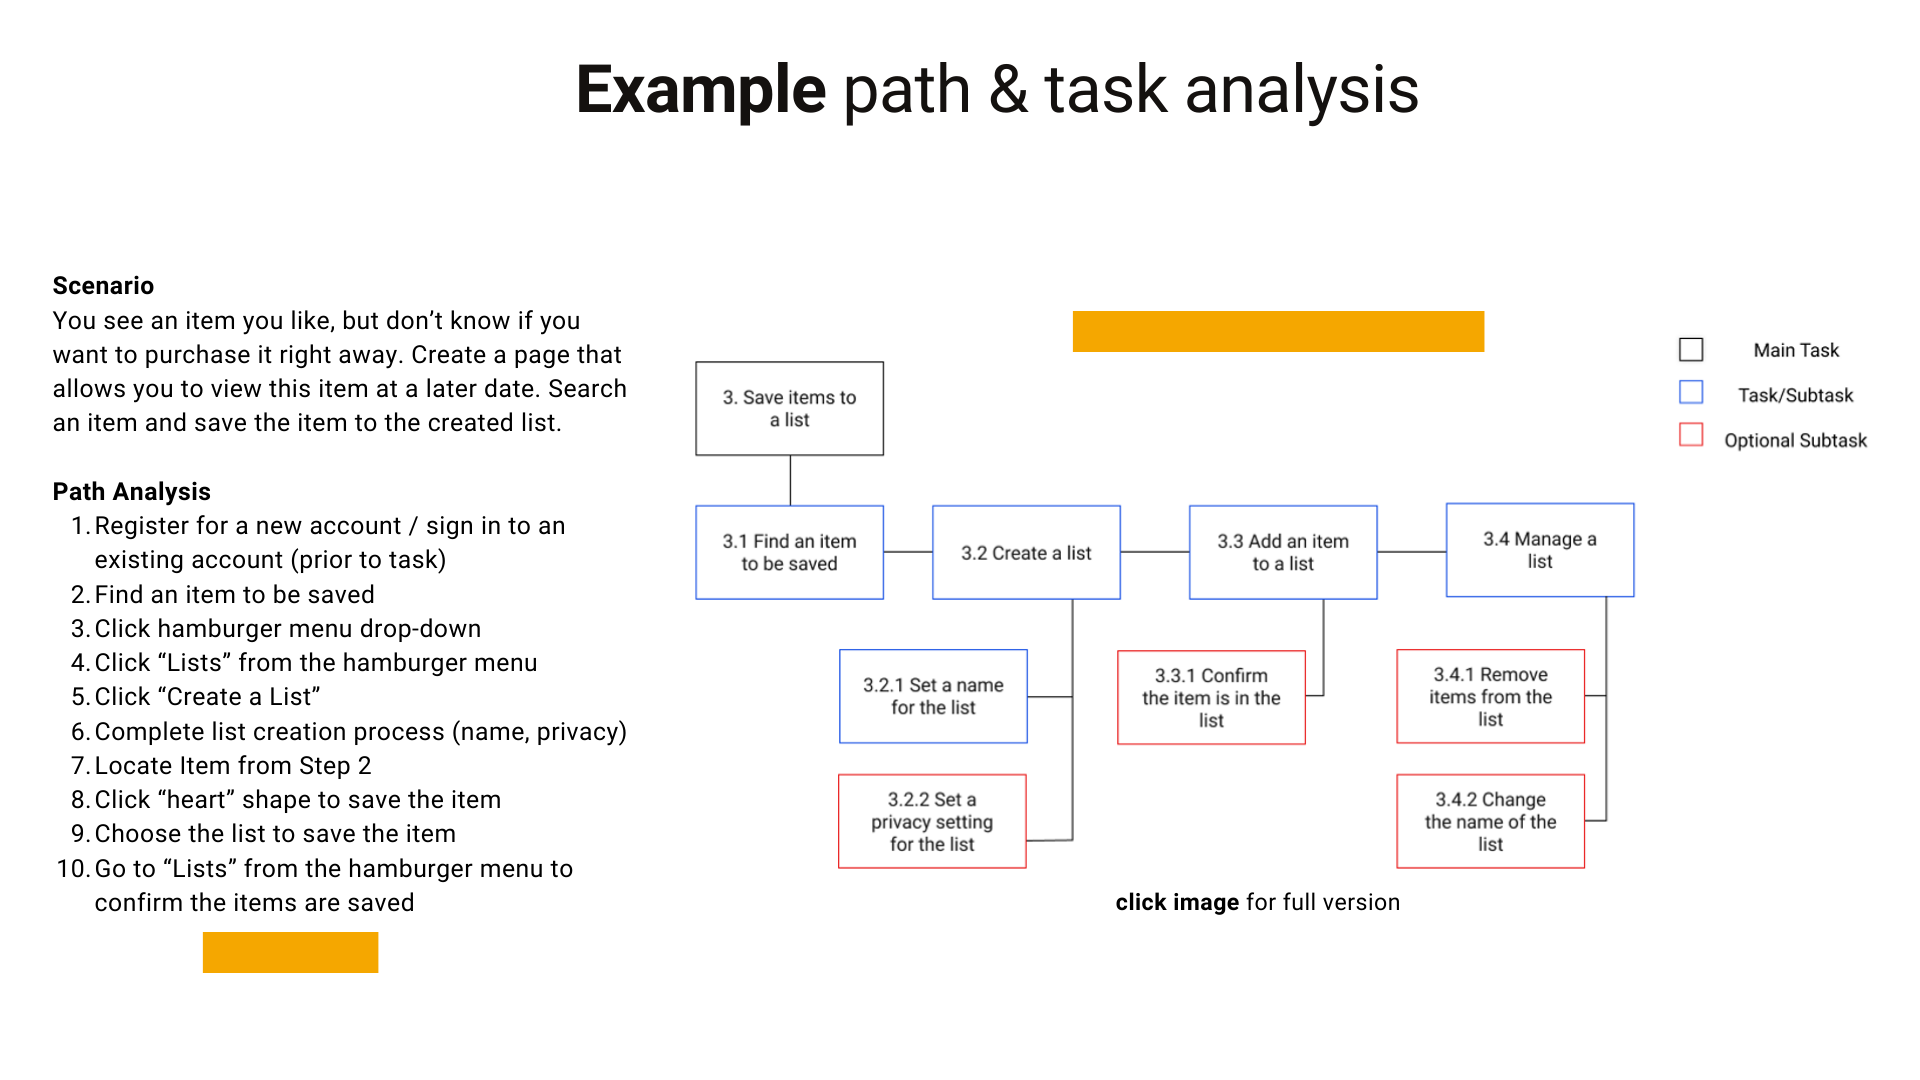 Example path & task analysis
Scenario
You see an item you like, but don’t know if you
want to purchase it right away. Create a page that
allows you to view this item at a later date. Search
an item and save the item to the created list.
Path Analysis
1. Register for a new account / sign in to an
existing account (prior to task)
2. Find an item to be saved
3. Click hamburger menu drop-down
4. Click “Lists” from the hamburger menu
5. Click “Create a List”
6. Complete list creation process (name, privacy)
7. Locate Item from Step 2
8. Click “heart” shape to save the item
9. Choose the list to save the item
10. Go to “Lists” from the hamburger menu to
confirm the items are saved
3. Save items to
a list
3.1 Find an item
to be saved
3.2 Create a list
3.3 Add an item
to a list
3.4 Manage a
list
3.2.1 Set a name
for the list
3.3.1 Confirm
the item is in the
list
3.4.1 Remove
items from the
list
3.2.2 Set a
privacy setting
for the list
3.4.2 Change
the name of the
list
Main Task
Task/Subtask
Optional Subtask
click image for full version